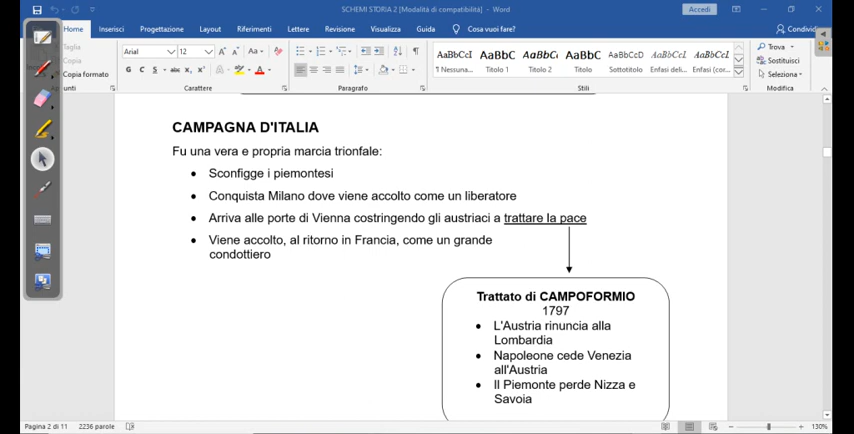 SCHEMI STORIA 2 [Modalità di compatibilità] - Word
Accedi
Home Inserisci Progettazione Layout Riferimenti Lettere Revisione Visualizza Guida Cosa vuoi fare? Condividi
Taglia
Copia
Copia formato
unti
Arial 12 Aa
G C S abc x₂ x² A A
Carattere
Paragrafo
AaBbCcI AaBbC AaBbCc AaBbC AaBbCcD AaBbCcI AaBbCcI
¶ Nessuna... Titolo 1 Titolo 2 Titolo Sottotitolo Enfasi deli... Enfasi (cor...
Stili
Trova
Sostituisci
Seleziona
Modifica
CAMPAGNA D'ITALIA
Fu una vera e propria marcia trionfale:
• Sconfigge i piemontesi
• Conquista Milano dove viene accolto come un liberatore
• Arriva alle porte di Vienna costringendo gli austriaci a trattare la pace
• Viene accolto, al ritorno in Francia, come un grande
condottiero
Trattato di CAMPOFORMIO
1797
• L'Austria rinuncia alla
Lombardia
• Napoleone cede Venezia
all'Austria
• Il Piemonte perde Nizza e
Savoia
Pagina 2 di 11 2236 parole 130%